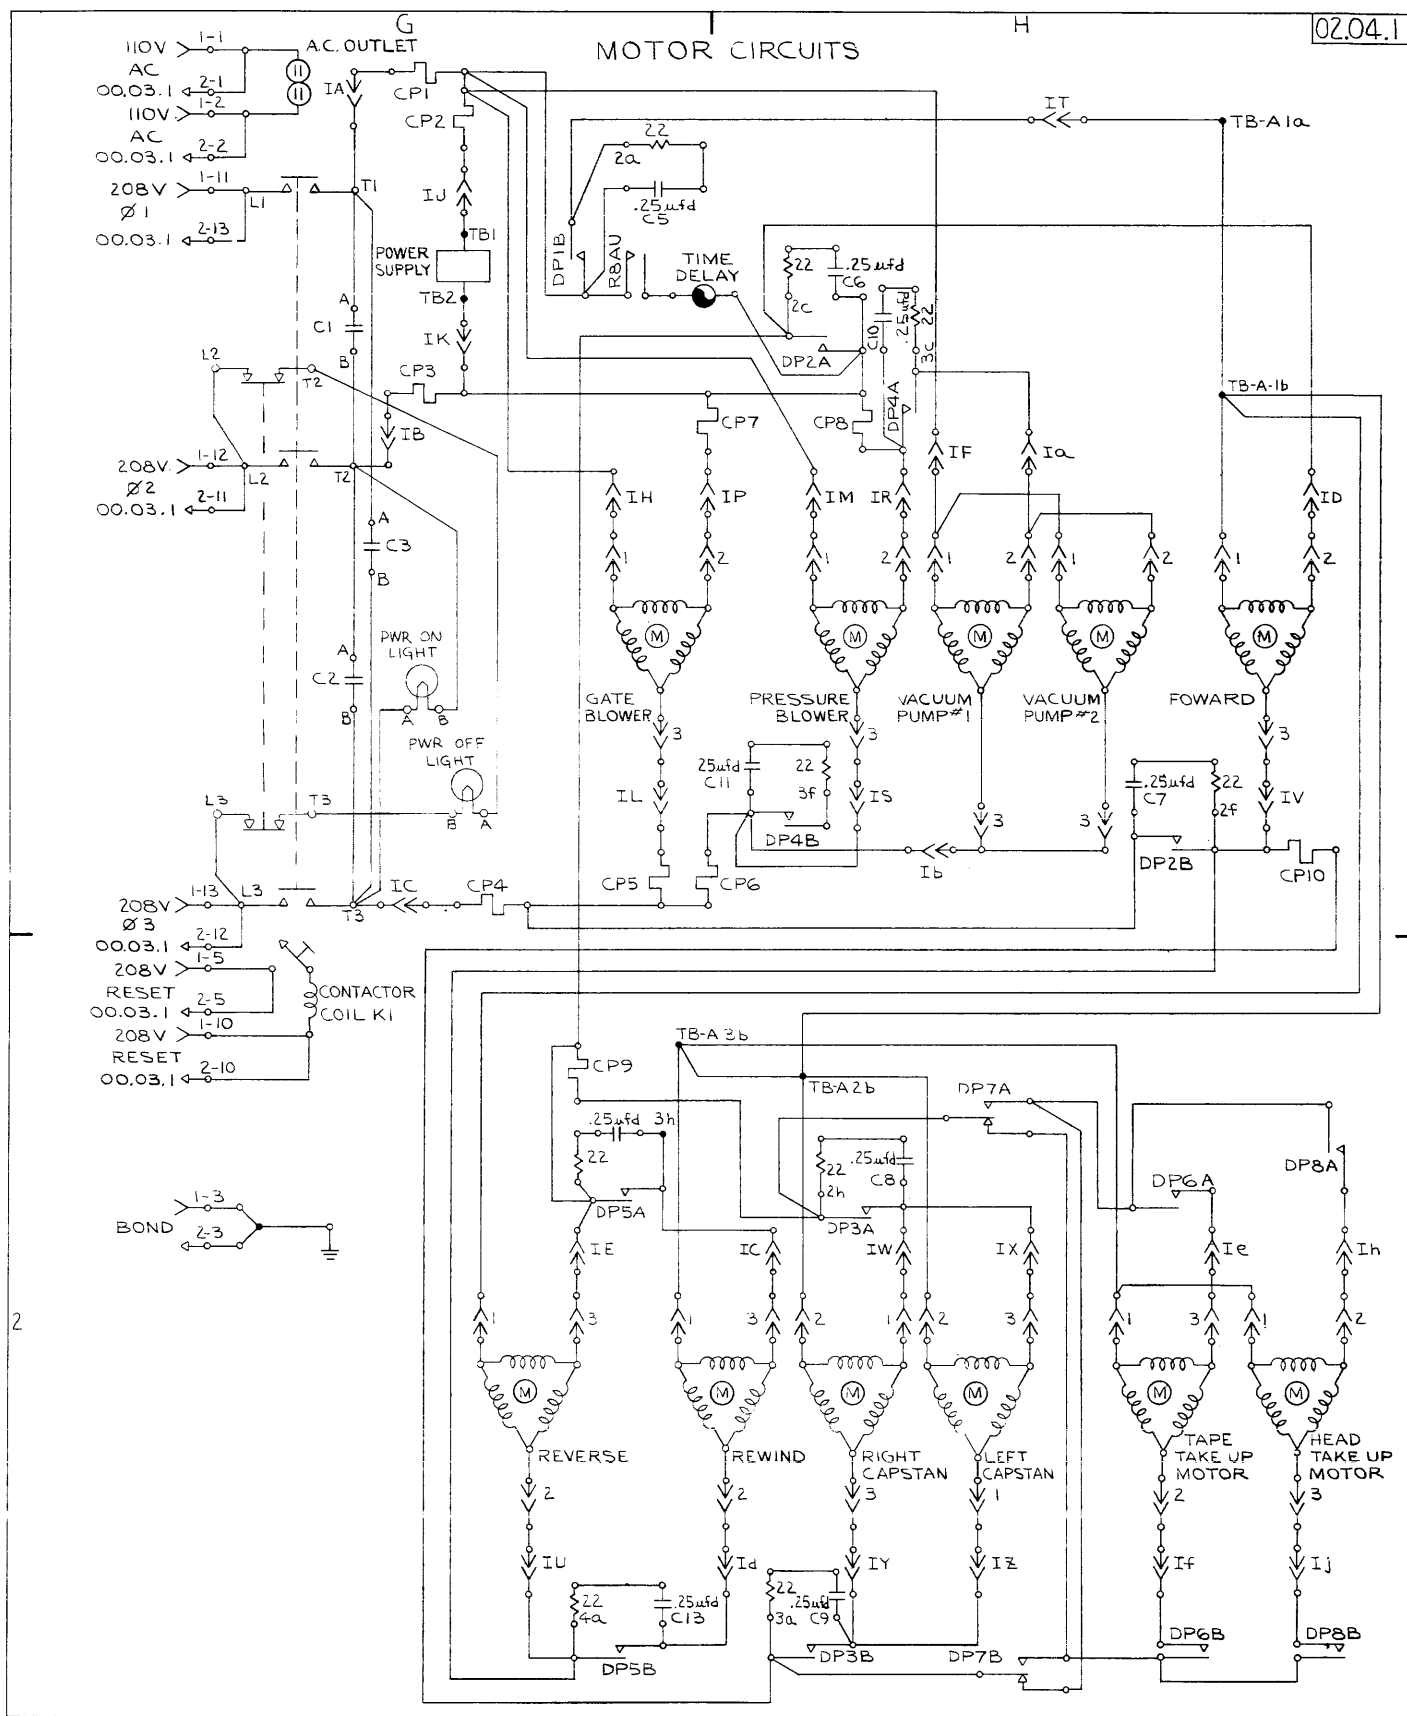 G
H
02.04.1
MOTOR CIRCUITS
110V
1-1
A.C. OUTLET
AC
00.03.1
2-1
110V
1-2
AC
00.03.1
2-2
IA
CP1
CP2
22
2a
.25ufd
C5
IT
TB-A1a
208V
1-11
Ø1
L1
T1
00.03.1
2-13
IJ
TB1
POWER
SUPPLY
TB2
IK
DP1B
R8AU
TIME
DELAY
22
2c
.25ufd
C6
C10
.25ufd
22
3c
DP2A
DP4A
A
C1
B
L2
T2
CP3
IB
CP7
CP8
TB-A-1b
208V
1-12
Ø2
L2
T2
00.03.1
2-11
IH
IP
IM
IR
IF
Ia
ID
A
C3
B
1
2
1
2
1
2
1
2
1
2
M
M
M
M
M
A
C2
B
PWR ON
LIGHT
A
B
PWR OFF
LIGHT
B
A
GATE
BLOWER
PRESSURE
BLOWER
VACUUM
PUMP#1
VACUUM
PUMP#2
FOWARD
3
3
3
3
3
IL
IS
IV
25ufd
C11
22
3f
DP4B
Ib
.25ufd
C7
22
2f
DP2B
CP10
L3
T3
CP5
CP6
208V
1-13
L3
T3
IC
CP4
Ø3
00.03.1
2-12
208V
1-5
RESET
00.03.1
2-5
208V
1-10
RESET
00.03.1
2-10
CONTACTOR
COIL K1
CP9
TB-A3b
TB-A2b
DP7A
.25ufd
3h
22
DP5A
22
2h
.25ufd
C8
DP3A
DP6A
DP8A
BOND
1-3
2-3
IE
IC
IW
IX
Ie
Ih
2
1
3
1
3
2
1
2
3
1
3
1
2
M
M
M
M
M
M
REVERSE
REWIND
RIGHT
CAPSTAN
LEFT
CAPSTAN
TAPE
TAKE UP
MOTOR
HEAD
TAKE UP
MOTOR
2
2
3
1
2
3
IU
Id
IY
IZ
If
Ij
22
4a
.25ufd
C13
DP5B
22
3a
.25ufd
C9
DP3B
DP7B
DP6B
DP8B